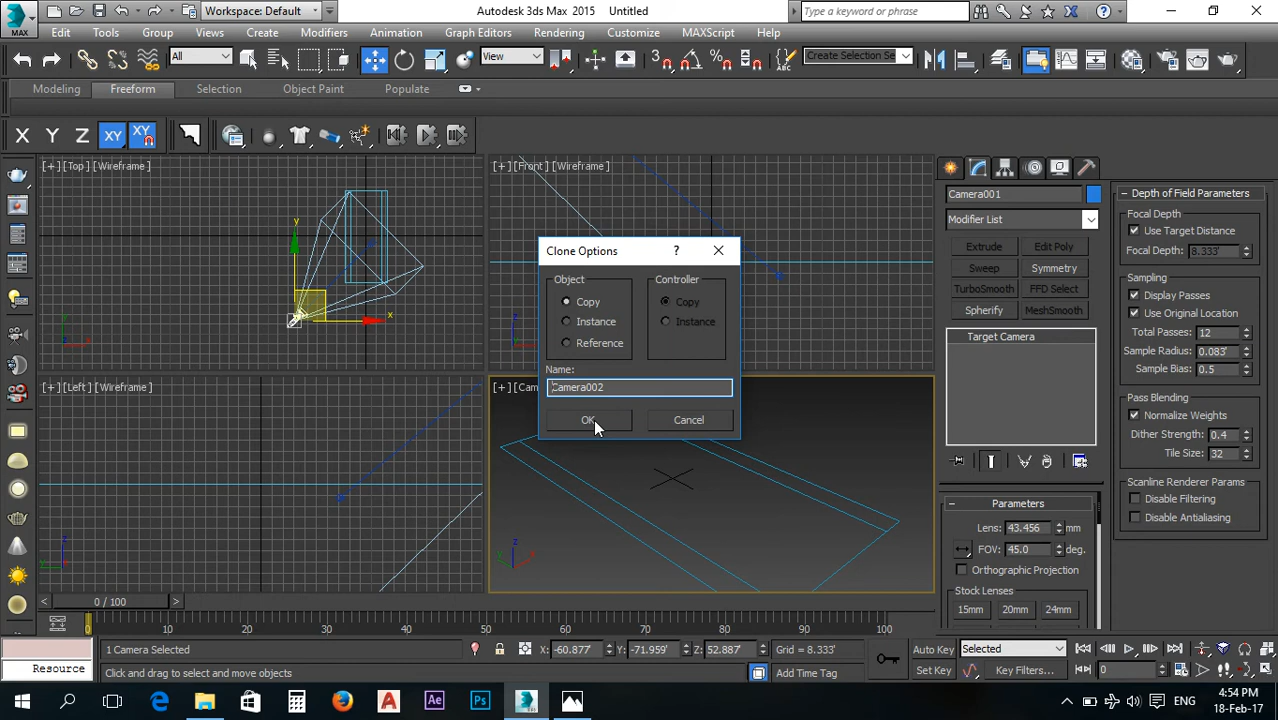 MAX
Workspace: Default
Autodesk 3ds Max 2015 Untitled
Type a keyword or phrase
Edit Tools Group Views Create Modifiers Animation Graph Editors Rendering Customize MAXScript Help
All View Create Selection Se
Modeling Freeform Selection Object Paint Populate
X Y Z XY XY
[+][Top][Wireframe]
[+][Front][Wireframe]
y
x
z
z
[+][Left][Wireframe]
[+][Cam
z
z
Clone Options ? ×
Object
Copy
Instance
Reference
Controller
Copy
Instance
Name:
Camera002
OK Cancel
Camera001
Modifier List
Extrude Edit Poly
Sweep Symmetry
TurboSmooth FFD Select
Spherify MeshSmooth
Target Camera
Parameters
Lens: 43.456 mm
FOV: 45.0 deg.
Orthographic Projection
Stock Lenses
15mm 20mm 24mm
Depth of Field Parameters
Focal Depth
Use Target Distance
Focal Depth: 8.333'
Sampling
Display Passes
Use Original Location
Total Passes: 12
Sample Radius: 0.083'
Sample Bias: 0.5
Pass Blending
Normalize Weights
Dither Strength: 0.4
Tile Size: 32
Scanline Renderer Params
Disable Filtering
Disable Antialiasing
0 / 100
0 10 20 30 40 50 60 70 80 90 100
1 Camera Selected X: -60.877' Y: -71.959' Z: 52.887' Grid = 8.333' Auto Key Selected
Resource Click and drag to select and move objects Add Time Tag Set Key Key Filters... 0
Ae Ps ENG
4:54 PM
18-Feb-17